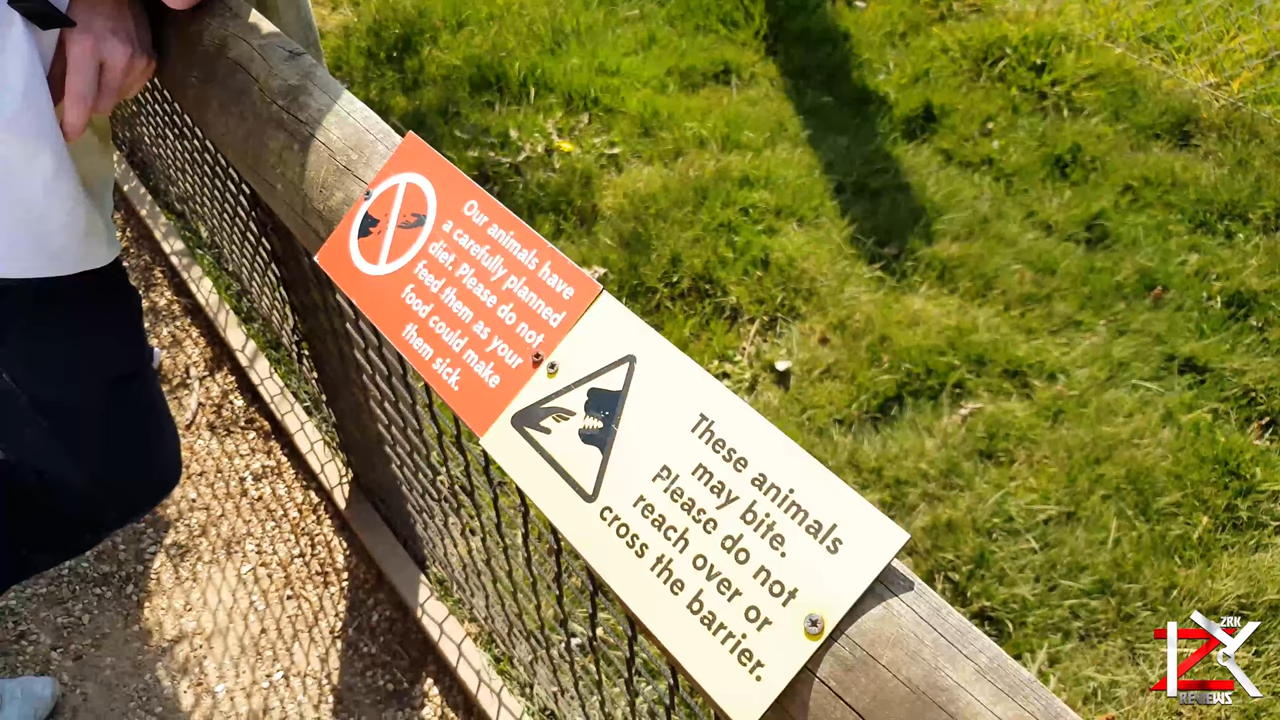 Our animals have
a carefully planned
diet. Please do not
feed them as your
food could make
them sick.
These animals
may bite.
Please do not
reach over or
cross the barrier.
ZRK
REVIEWS